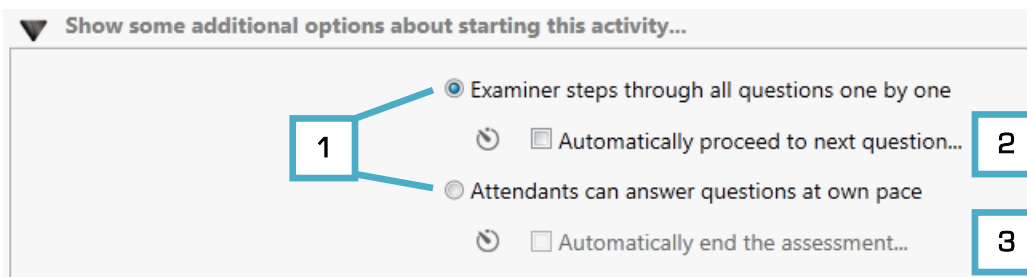 Show some additional options about starting this activity...
Examiner steps through all questions one by one
1
Automatically proceed to next question...
2
Attendants can answer questions at own pace
Automatically end the assessment...
3